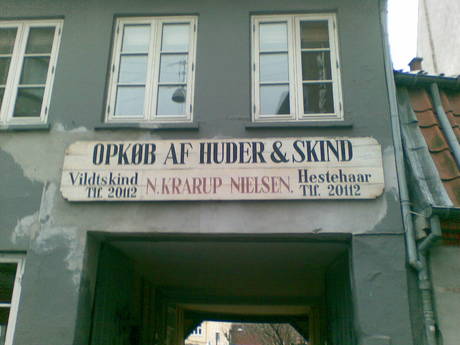 OPKØB AF HUDER & SKIND
Vildtskind N. KRARUP NIELSEN. Hestehaar
Tlf. 20112 Tlf. 20112